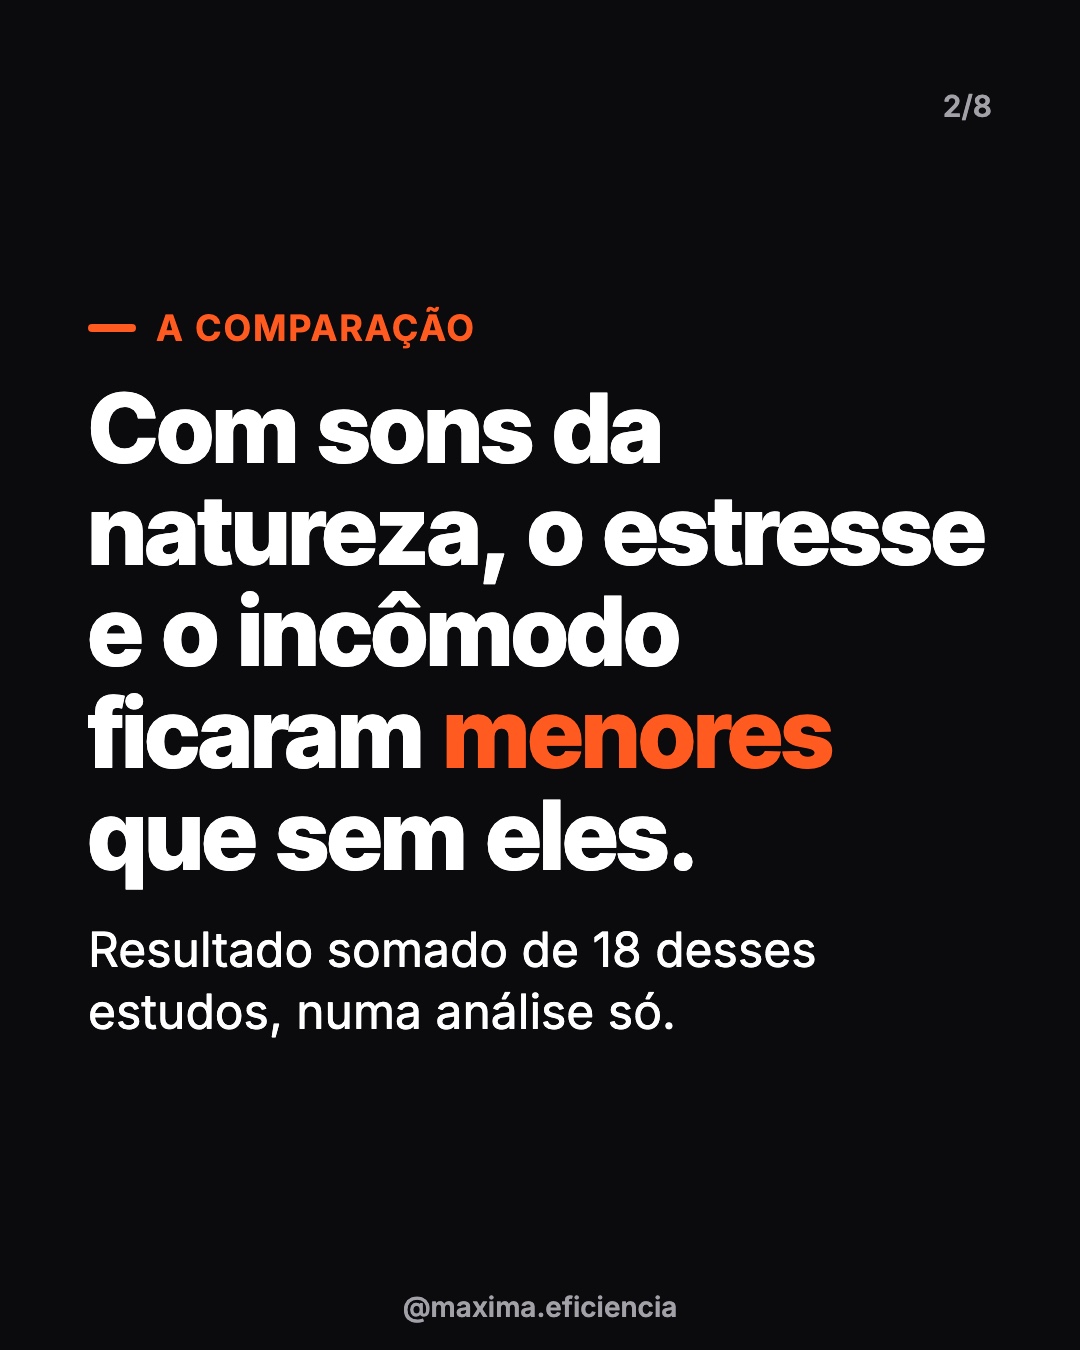 2/8
A COMPARAÇÃO
Com sons da
natureza, o estresse
e o incômodo
ficaram menores
que sem eles.
Resultado somado de 18 desses
estudos, numa análise só.
@maxima.eficiencia